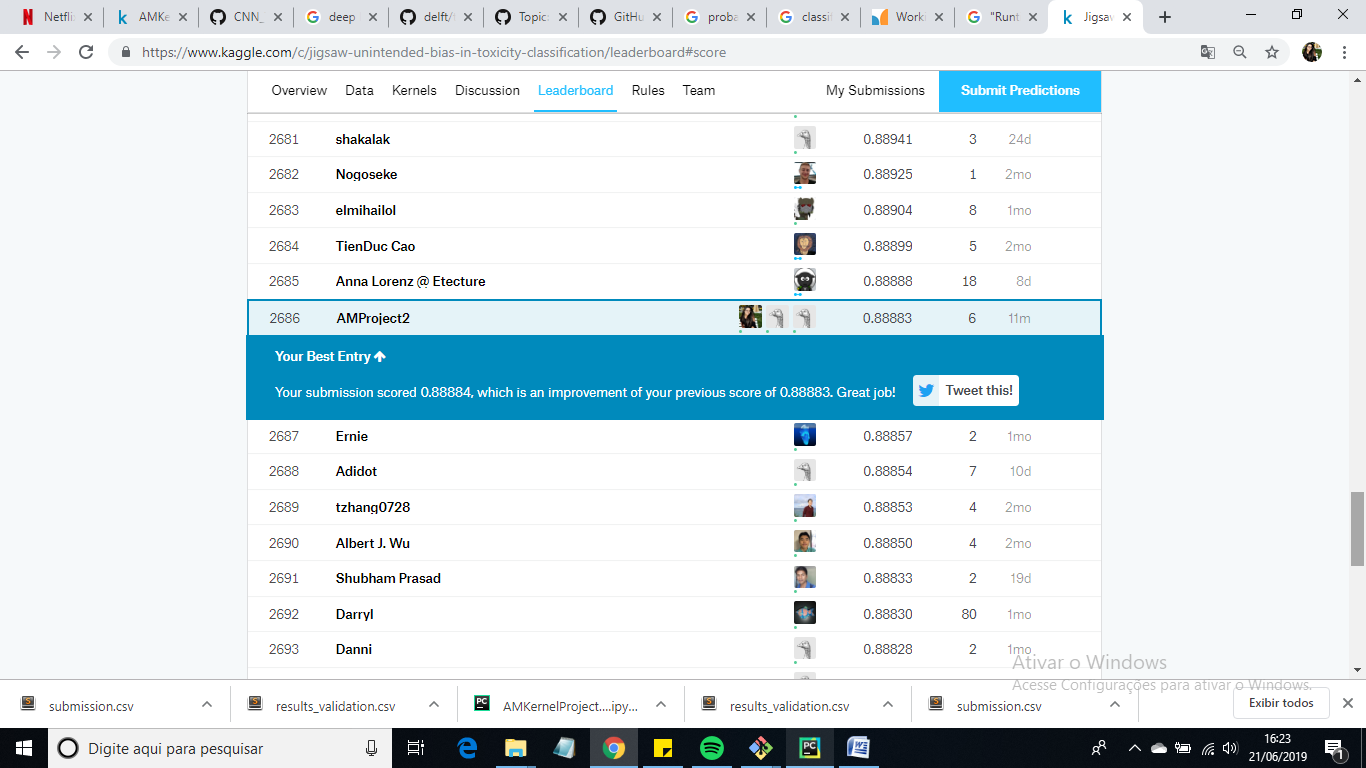 Netfli
AMKe
CNN_
deep
delft/
Topic
GitHu
proba
classif
Worki
"Runt
Jigsaw
https://www.kaggle.com/c/jigsaw-unintended-bias-in-toxicity-classification/leaderboard#score
Overview Data Kernels Discussion Leaderboard Rules Team My Submissions Submit Predictions
2681 shakalak 0.88941 3 24d
2682 Nogoseke 0.88925 1 2mo
2683 elmihailol 0.88904 8 1mo
2684 TienDuc Cao 0.88899 5 2mo
2685 Anna Lorenz @ Etecture 0.88888 18 8d
2686 AMProject2 0.88883 6 11m
Your Best Entry
Your submission scored 0.88884, which is an improvement of your previous score of 0.88883. Great job! Tweet this!
2687 Ernie 0.88857 2 1mo
2688 Adidot 0.88854 7 10d
2689 tzhang0728 0.88853 4 2mo
2690 Albert J. Wu 0.88850 4 2mo
2691 Shubham Prasad 0.88833 2 19d
2692 Darryl 0.88830 80 1mo
2693 Danni 0.88828 2 1mo
Ativar o Windows
Acesse Configurações para ativar o Windows.
submission.csv results_validation.csv AMKernelProject....ipy... results_validation.csv submission.csv Exibir todos
Digite aqui para pesquisar
16:23
21/06/2019
1